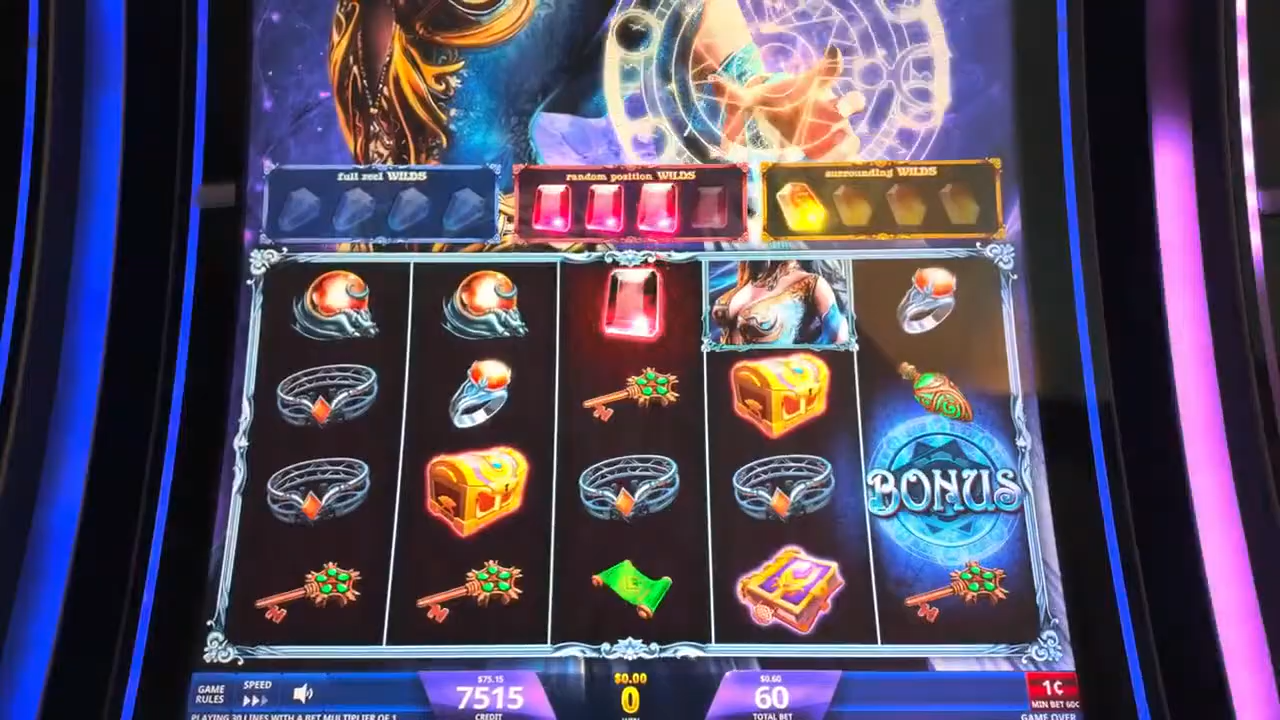 full reel WILDS
random position WILDS
surrounding WILDS
BONUS
GAME RULES
SPEED
$75.15
7515
CREDIT
$0.00
0
WIN
$0.60
60
TOTAL BET
1¢
MIN BET 60¢
PLAYING 30 LINES WITH A BET MULTIPLIER OF 1
GAME OVER